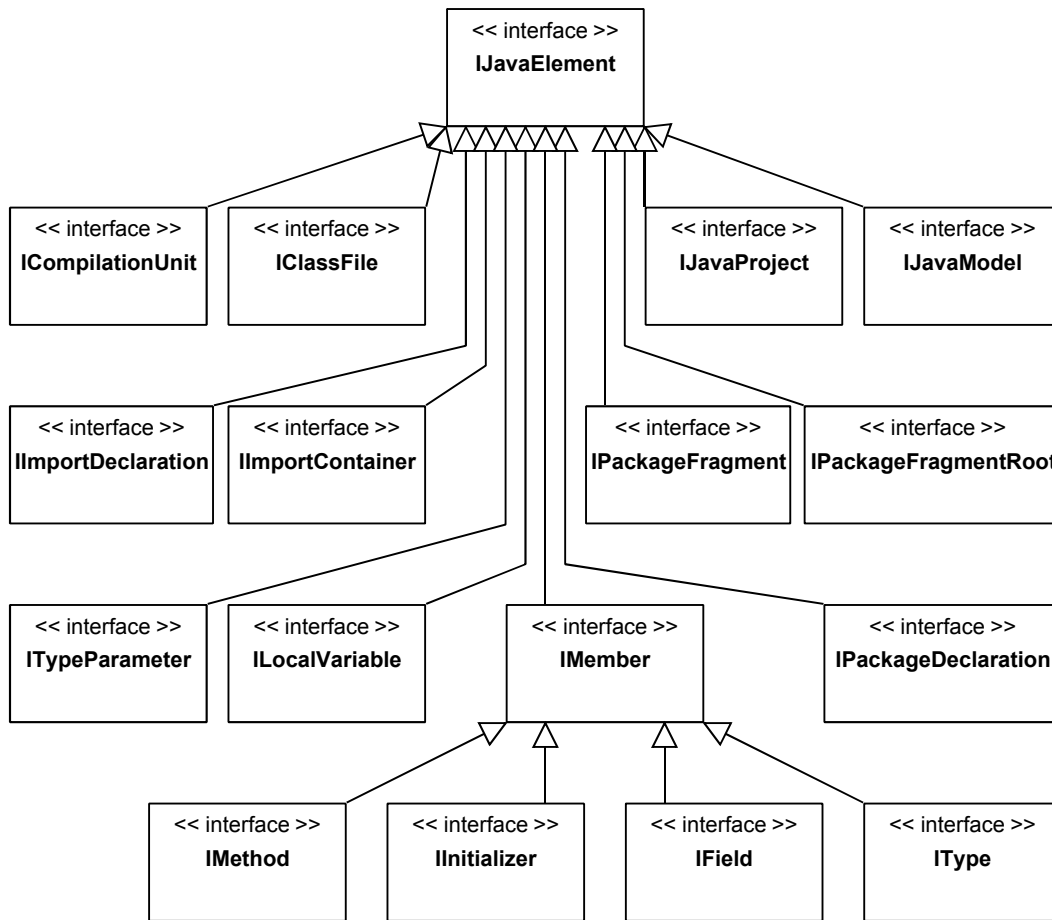 << interface >>
IJavaElement
<< interface >>
ICompilationUnit
<< interface >>
IClassFile
<< interface >>
IJavaProject
<< interface >>
IJavaModel
<< interface >>
IImportDeclaration
<< interface >>
IImportContainer
<< interface >>
IPackageFragment
<< interface >>
IPackageFragmentRoot
<< interface >>
ITypeParameter
<< interface >>
ILocalVariable
<< interface >>
IMember
<< interface >>
IPackageDeclaration
<< interface >>
IMethod
<< interface >>
IInitializer
<< interface >>
IField
<< interface >>
IType